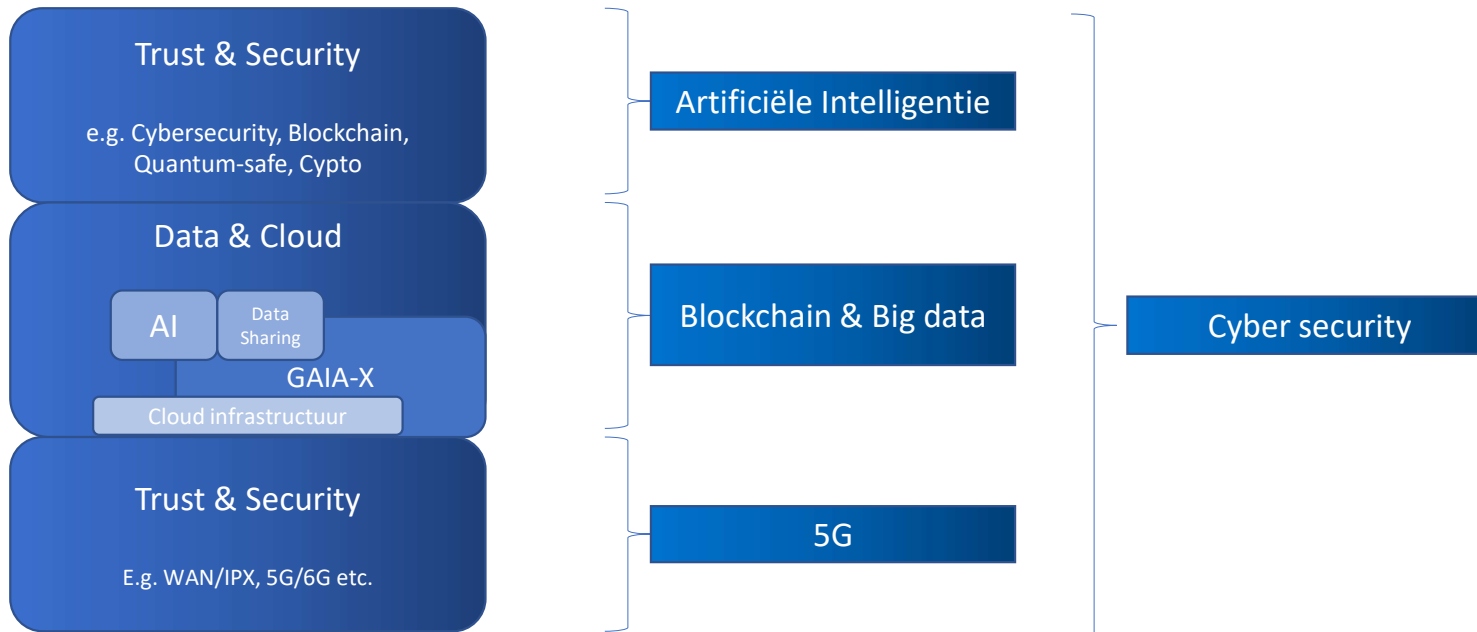 Trust & Security
e.g. Cybersecurity, Blockchain,
Quantum-safe, Cypto
Data & Cloud
AI
Data
Sharing
GAIA-X
Cloud infrastructuur
Trust & Security
E.g. WAN/IPX, 5G/6G etc.
Artificiële Intelligentie
Blockchain & Big data
5G
Cyber security